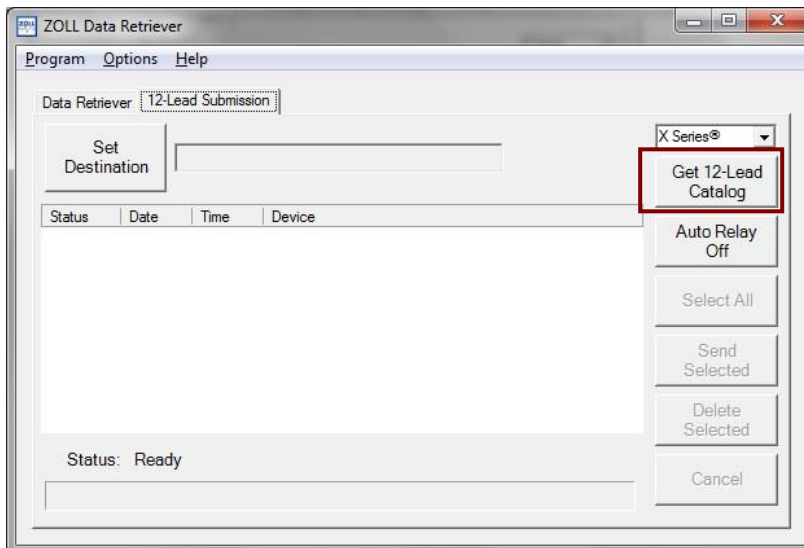 ZOLL Data Retriever
Program Options Help
Data Retriever 12-Lead Submission
Set
Destination
X Series®
Get 12-Lead
Catalog
Status Date Time Device
Auto Relay
Off
Select All
Send
Selected
Delete
Selected
Status: Ready
Cancel